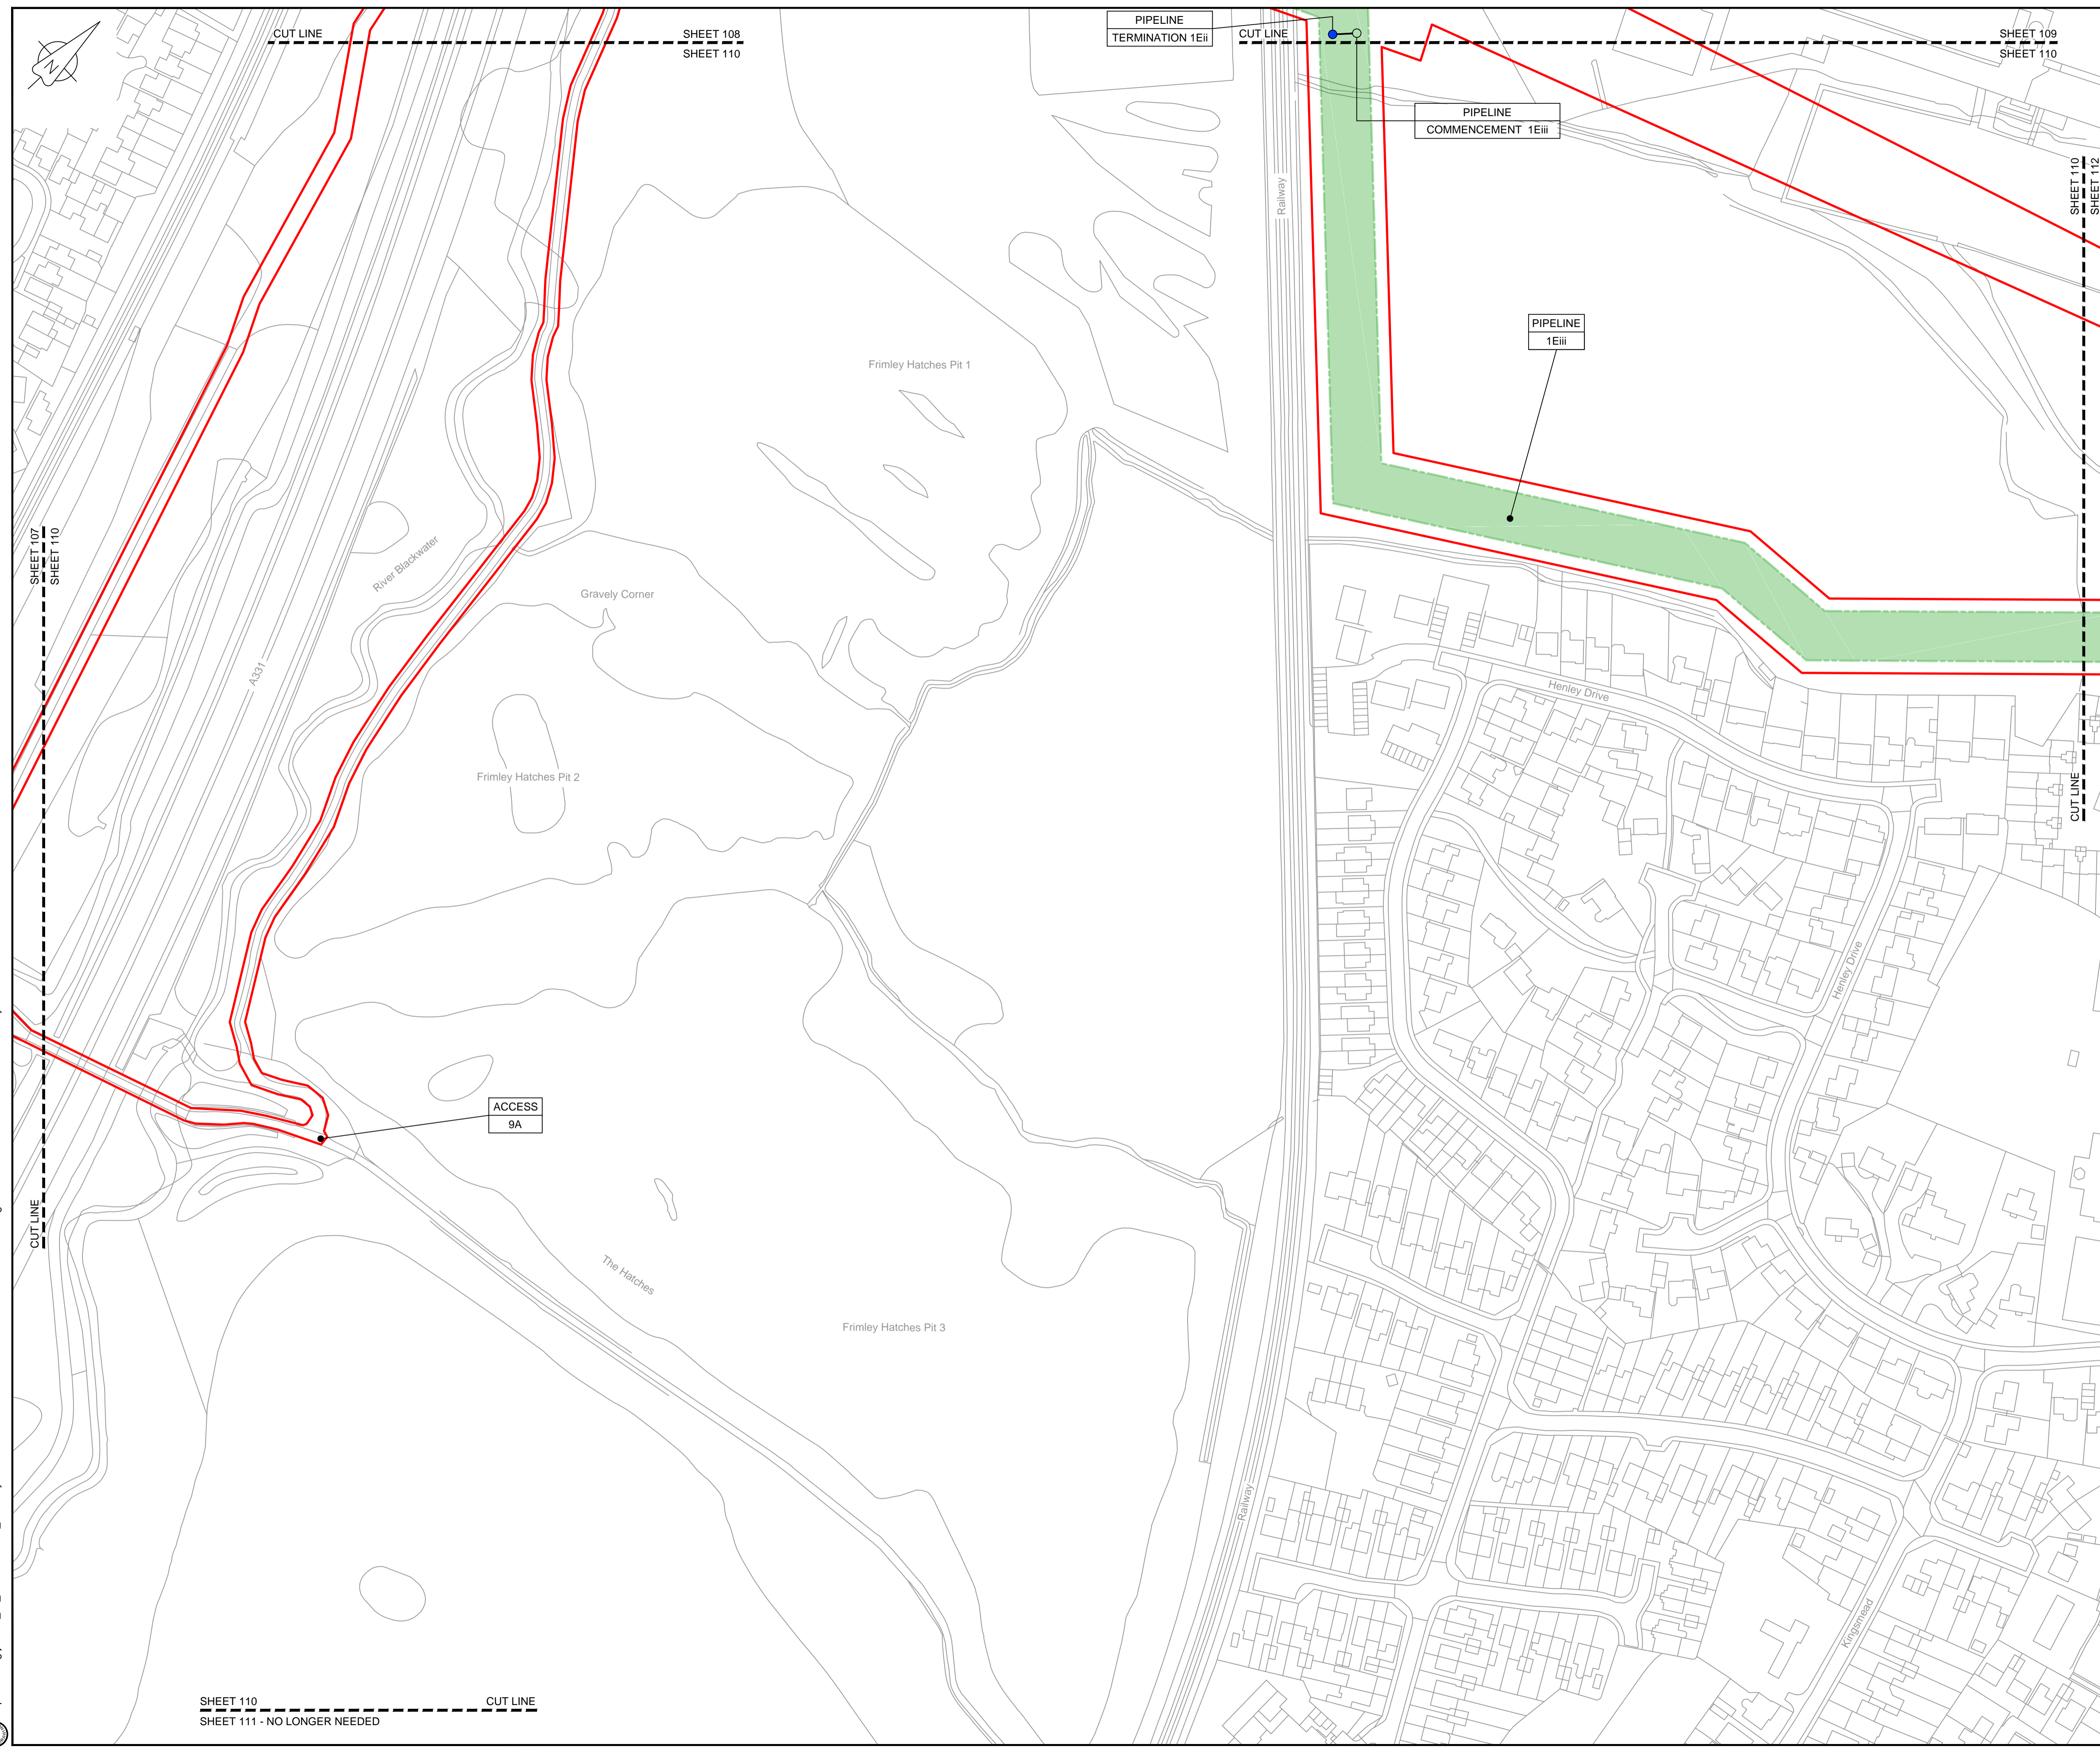 N
CUT LINE
SHEET 108
SHEET 110
PIPELINE
TERMINATION 1Eii
CUT LINE
SHEET 109
SHEET 110
PIPELINE
COMMENCEMENT 1Eiii
SHEET 110
SHEET 112
Railway
PIPELINE
1Eiii
Frimley Hatches Pit 1
SHEET 107
SHEET 110
River Blackwater
Gravely Corner
A331
Henley Drive
Frimley Hatches Pit 2
CUT LINE
Henley Drive
ACCESS
9A
CUT LINE
The Hatches
Frimley Hatches Pit 3
Railway
Kingsmead
SHEET 110
CUT LINE
SHEET 111 - NO LONGER NEEDED